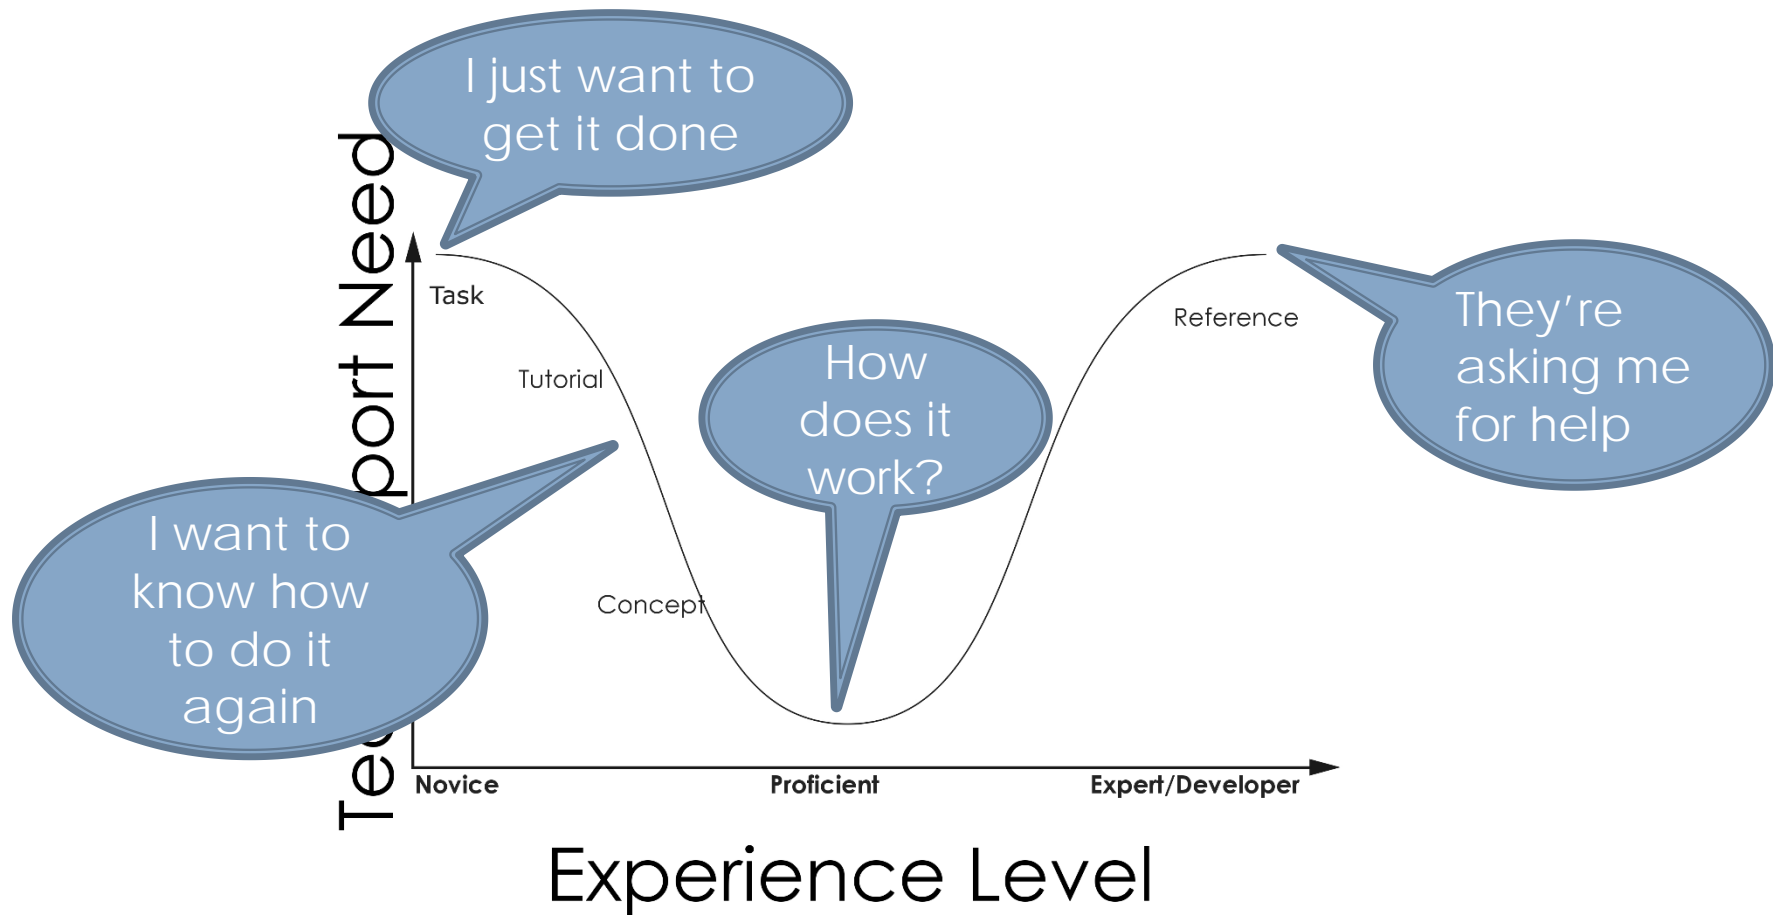 I just want to
get it done
Need
Task
Reference
They're
asking me
for help
How
does it
work?
Tutorial
I want to
know how
to do it
again
Concept
Novice
Proficient
Expert/Developer
Experience Level